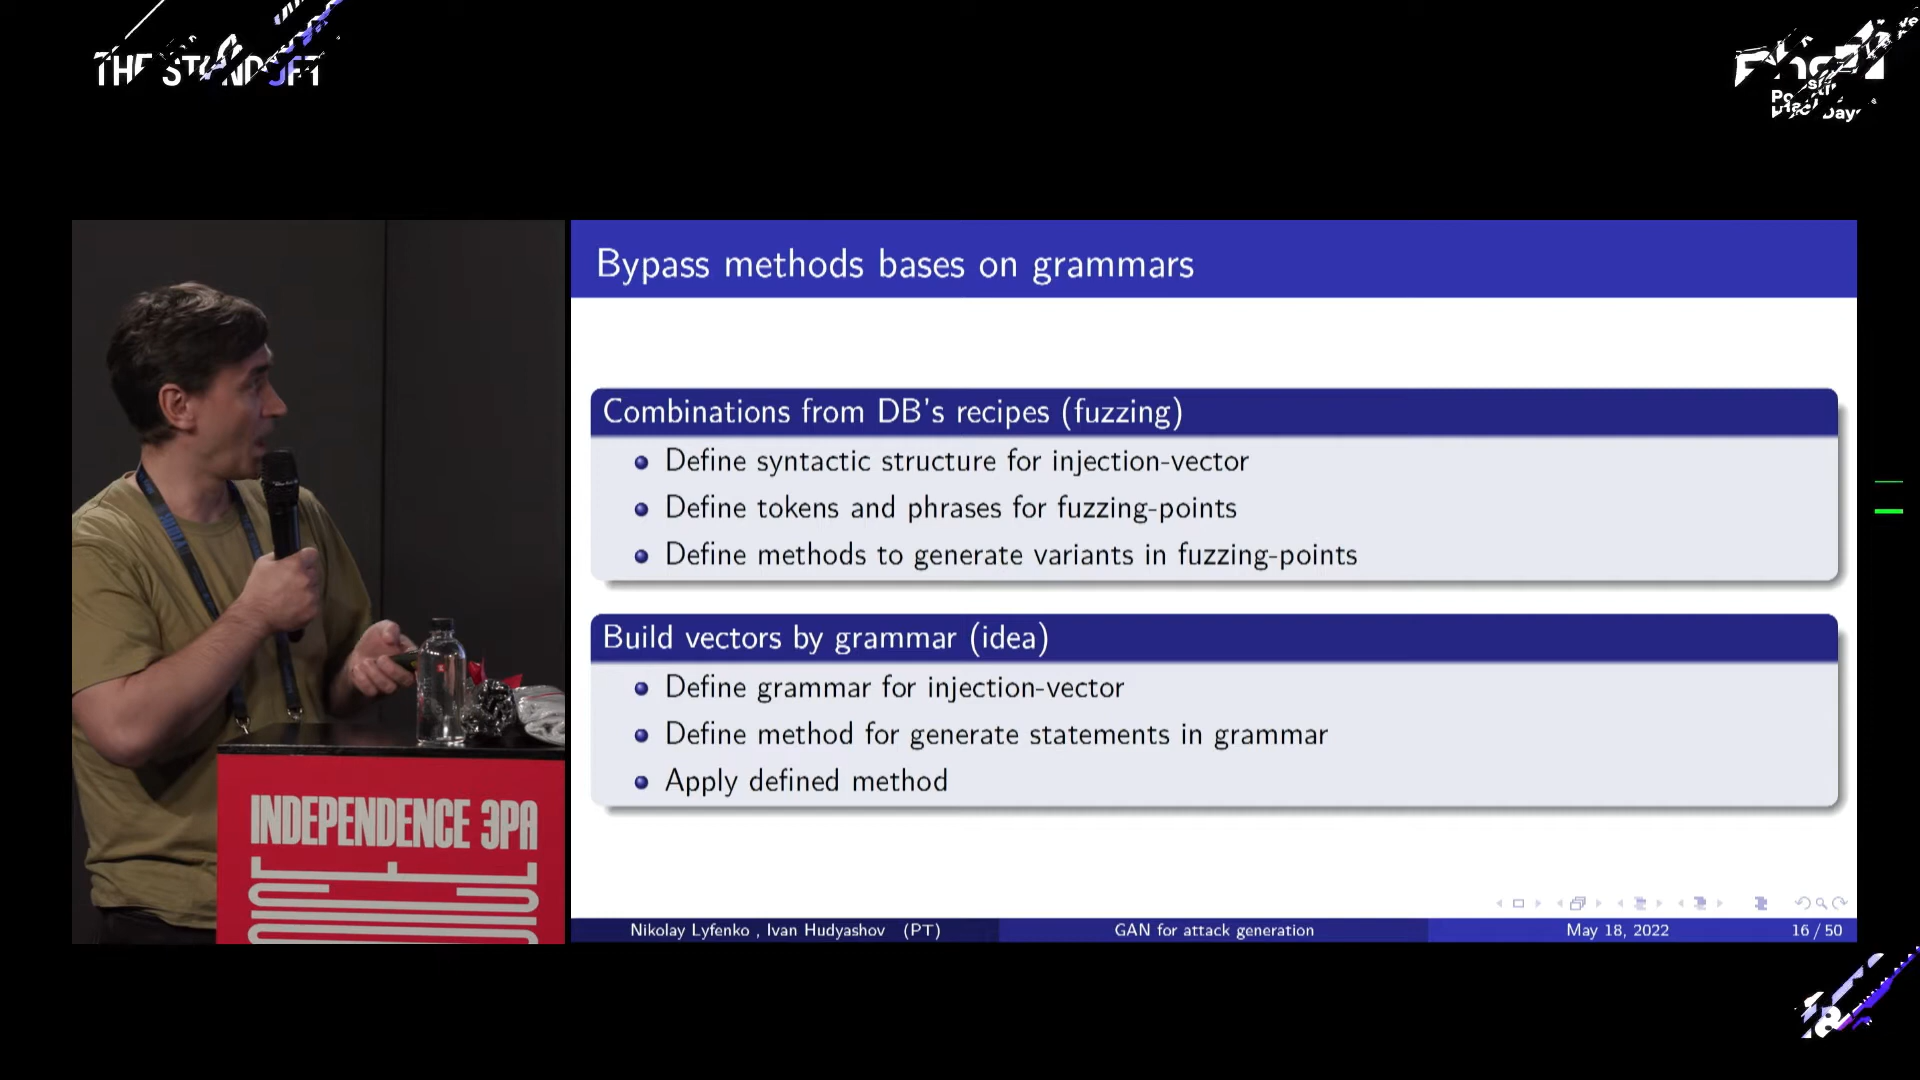 THE STANDOFF
Bypass methods bases on grammars
Combinations from DB's recipes (fuzzing)
Define syntactic structure for injection-vector
Define tokens and phrases for fuzzing-points
Define methods to generate variants in fuzzing-points
Build vectors by grammar (idea)
Define grammar for injection-vector
Define method for generate statements in grammar
Apply defined method
INDEPENDENCE ЭРА
Nikolay Lyfenko , Ivan Hudyashov (PT)
GAN for attack generation
May 18, 2022
16 / 50